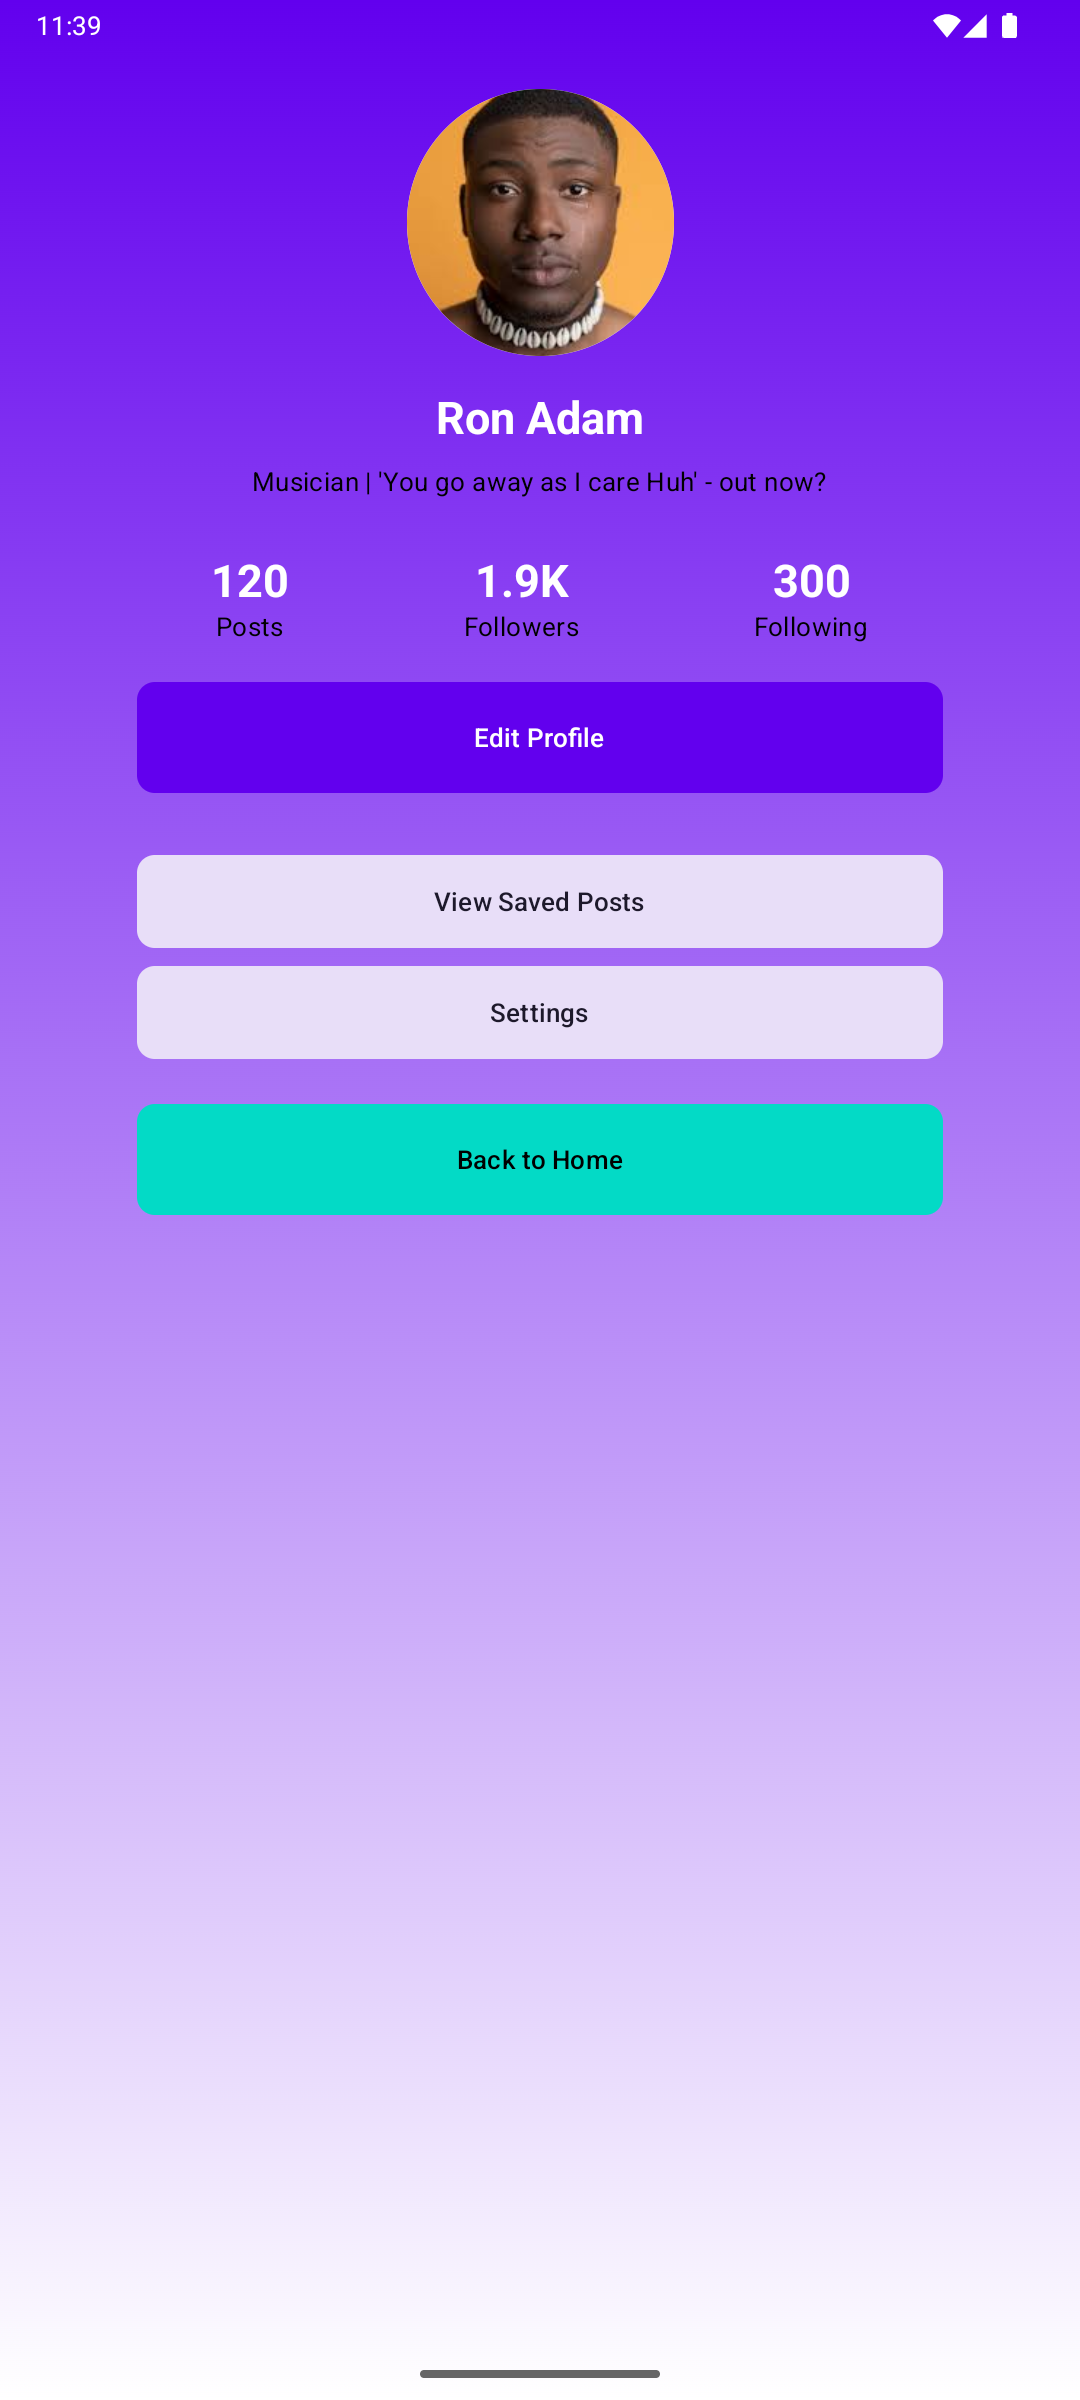 11:39
Ron Adam
Musician | 'You go away as I care Huh' - out now?
120 1.9K 300
Posts Followers Following
Edit Profile
View Saved Posts
Settings
Back to Home